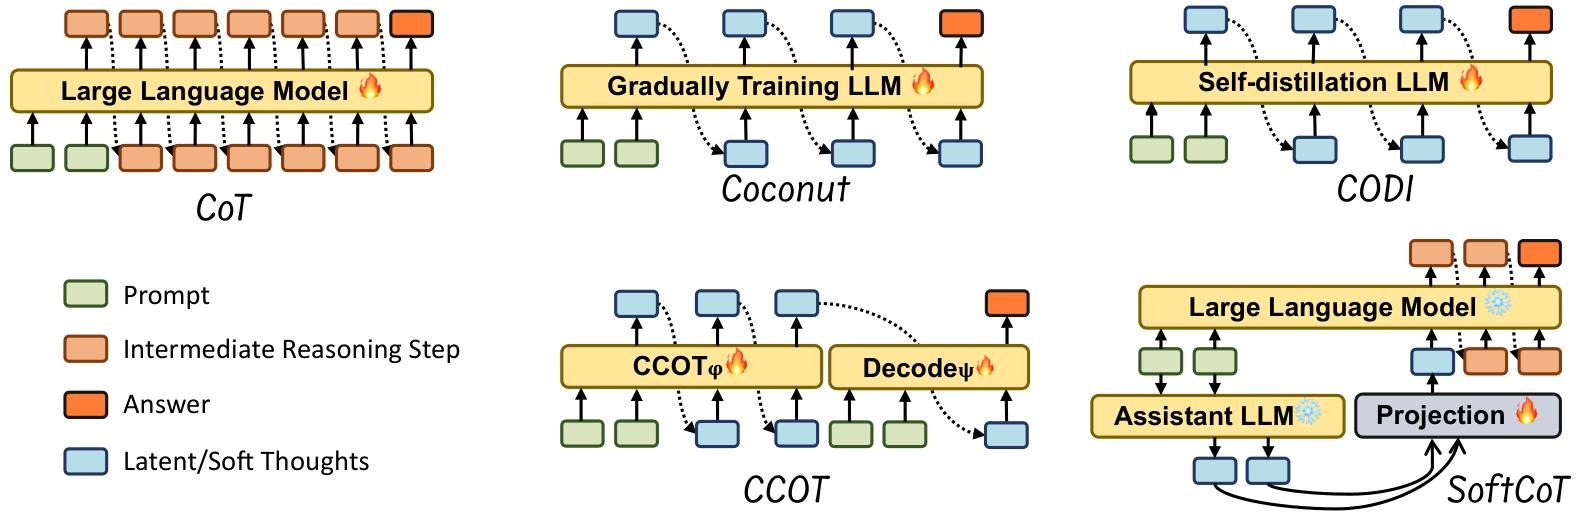 Large Language Model
CoT
Gradually Training LLM
Coconut
Self-distillation LLM
CODI
Prompt
Intermediate Reasoning Step
Answer
Latent/Soft Thoughts
CCOTφ
Decodeψ
CCOT
Large Language Model
Assistant LLM
Projection
SoftCoT